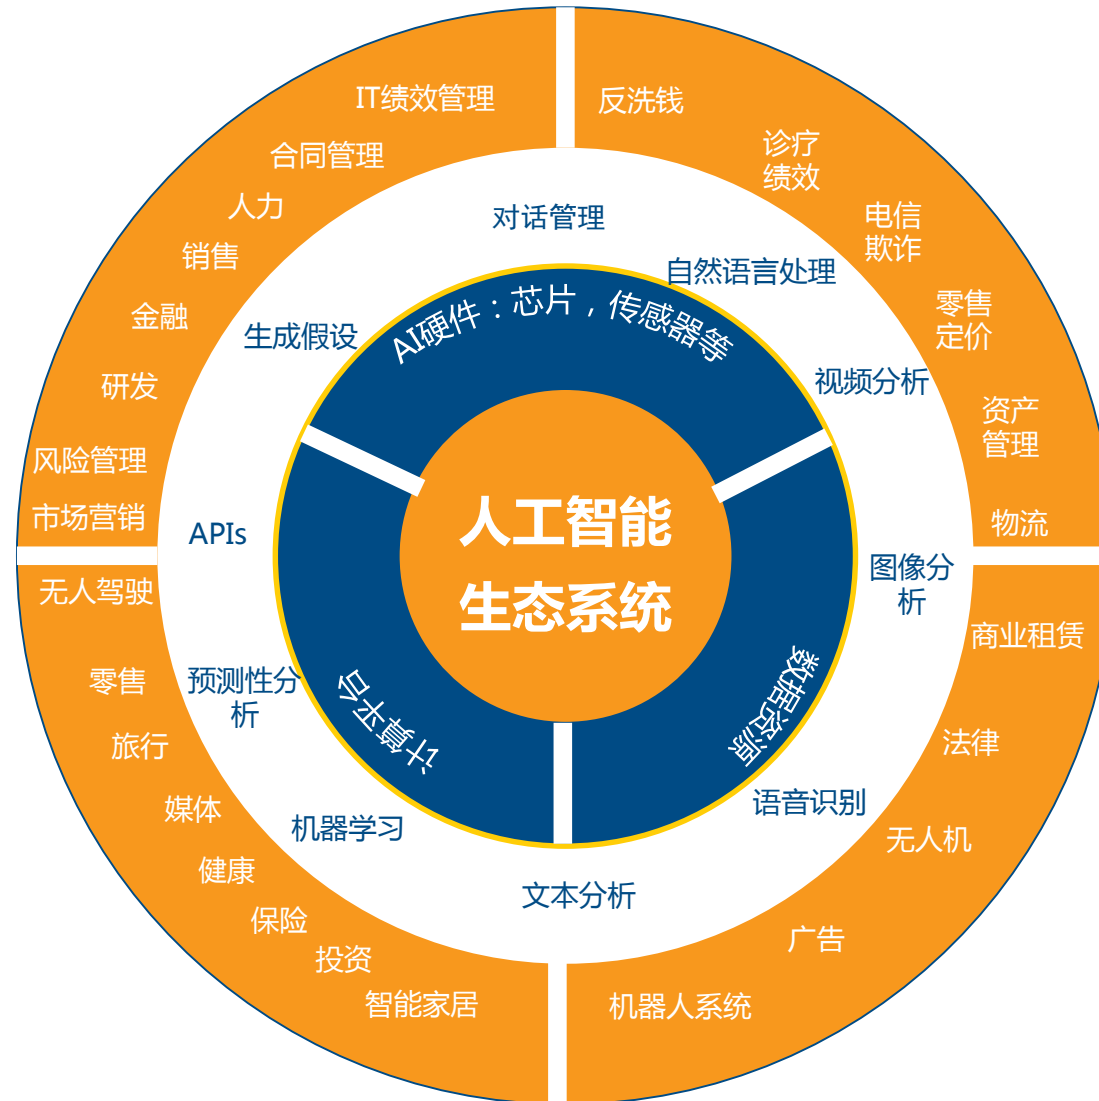 IT绩效管理
合同管理
人力
销售
金融
研发
风险管理
市场营销
反洗钱
诊疗
绩效
电信
欺诈
零售
定价
资产
管理
物流
无人驾驶
零售
旅行
媒体
健康
保险
投资
智能家居
商业租赁
法律
无人机
广告
机器人系统
对话管理
自然语言处理
视频分析
图像分
析
语音识别
文本分析
机器学习
预测性分
析
APIs
生成假设
AI硬件：芯片，传感器等
数据资源
计算平台
人工智能
生态系统